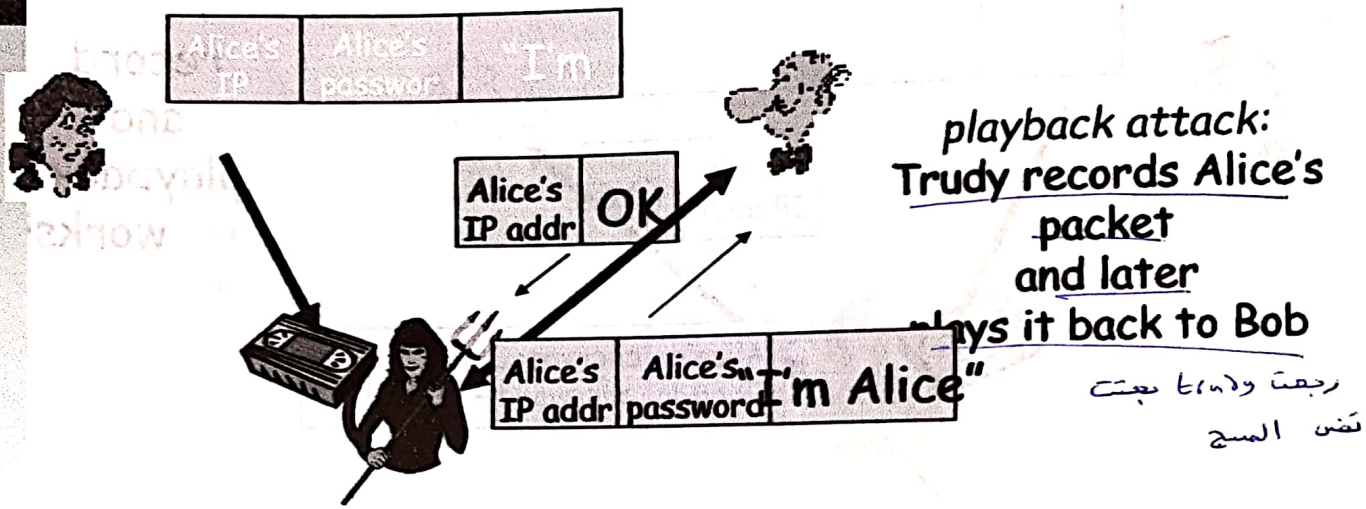 Alice's
IP
Alice's
passwor
"I'm
Alice's
IP addr
OK
playback attack:
Trudy records Alice's
packet
and later
plays it back to Bob
Alice's
IP addr
Alice's
password
"I'm Alice"
رجعت trudy بعتت
نفس المسج